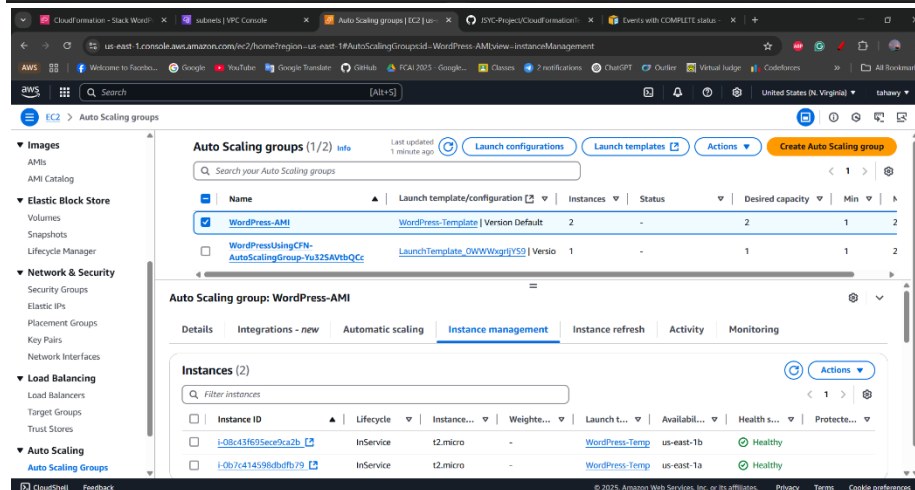 CloudFormation - Stack WordP
subnets | VPC Console
Auto Scaling groups | EC2 | us-e
JSYC-Project/CloudFormationT
Events with COMPLETE status -
us-east-1.console.aws.amazon.com/ec2/home?region=us-east-1#AutoScalingGroups:id=WordPress-AMI;view=instanceManagement
AWS Welcome to Facebo... Google YouTube Google Translate GitHub FCAI 2023 - Google... Classes 2 notifications ChatGPT Outlier Virtual Judge Codeforces » All Bookmar
aws Search [Alt+S] United States (N. Virginia) ▼ tahawy ▼
EC2 > Auto Scaling groups
▼ Images
AMIs
AMI Catalog
▼ Elastic Block Store
Volumes
Snapshots
Lifecycle Manager
▼ Network & Security
Security Groups
Elastic IPs
Placement Groups
Key Pairs
Network Interfaces
▼ Load Balancing
Load Balancers
Target Groups
Trust Stores
▼ Auto Scaling
Auto Scaling Groups
Auto Scaling groups (1/2) Info
Last updated
1 minute ago
Launch configurations Launch templates Actions ▼ Create Auto Scaling group
Search your Auto Scaling groups
< 1 >
Name Launch template/configuration Instances Status Desired capacity Min
WordPress-AMI WordPress-Template | Version Default 2 - 2 1 2
WordPressUsingCFN-
AutoScalingGroup-Yu32SAVtbQCc
1 - 1 1 2
Auto Scaling group: WordPress-AMI
Details Integrations - new Automatic scaling Instance management Instance refresh Activity Monitoring
Instances (2)
Actions ▼
Filter instances
< 1 >
Instance ID Lifecycle Instance... Weighte... Launch t... Availabil... Health s... Protecte...
i-08c43f695ece9ca2b InService t2.micro - WordPress-Temp us-east-1b Healthy
i-0b7c414598dbdfb79 InService t2.micro WordPress-Temp us-east-1a Healthy
CloudShell Feedback © 2025, Amazon Web Services, Inc. or its affiliates. Privacy Terms Cookie preferences